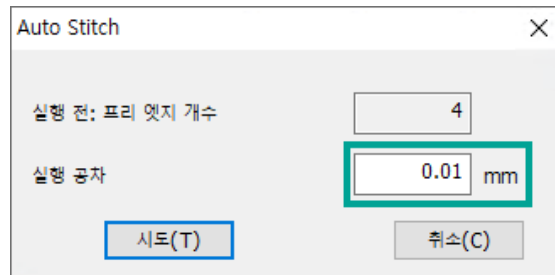 Auto Stitch
실행 전: 프리 엣지 개수 4
실행 공차 0.01 mm
시도(T) 취소(C)